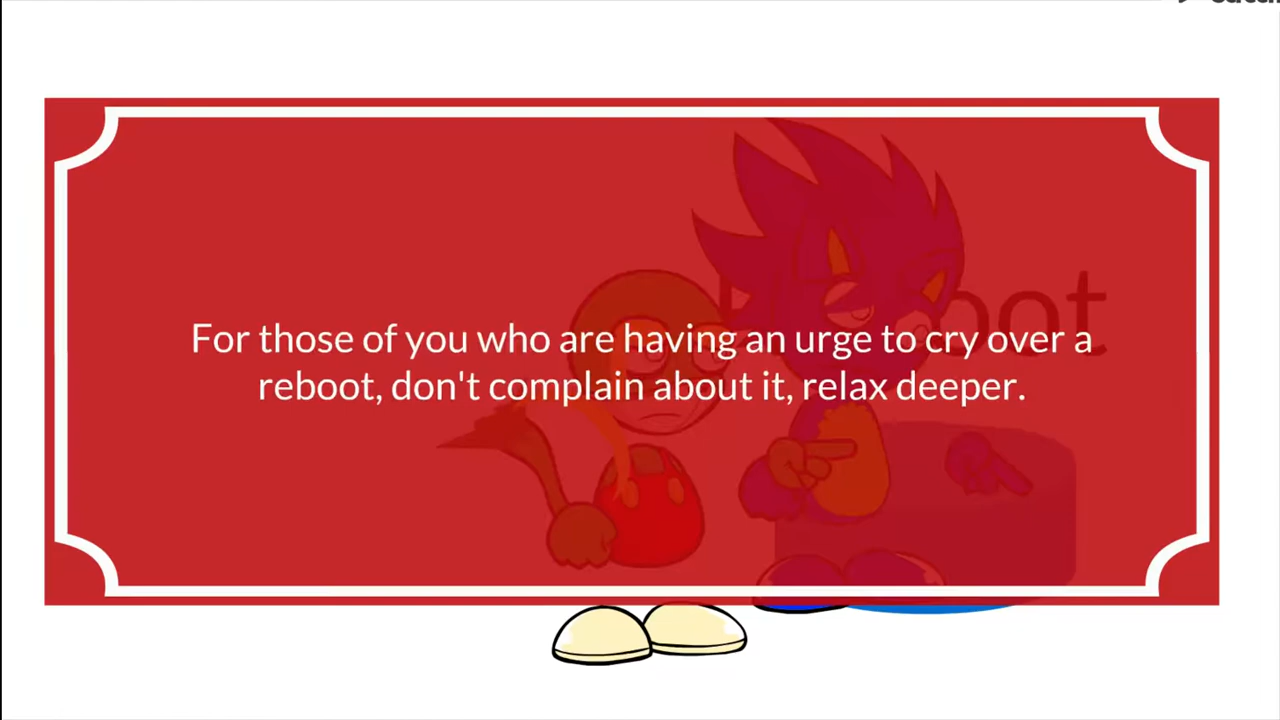 For those of you who are having an urge to cry over a
reboot, don't complain about it, relax deeper.